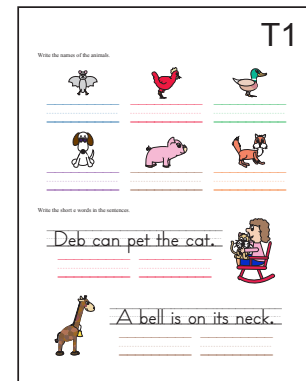 T1
Write the names of the animals.
Write the short e words in the sentences.
Deb can pet the cat.
A bell is on its neck.